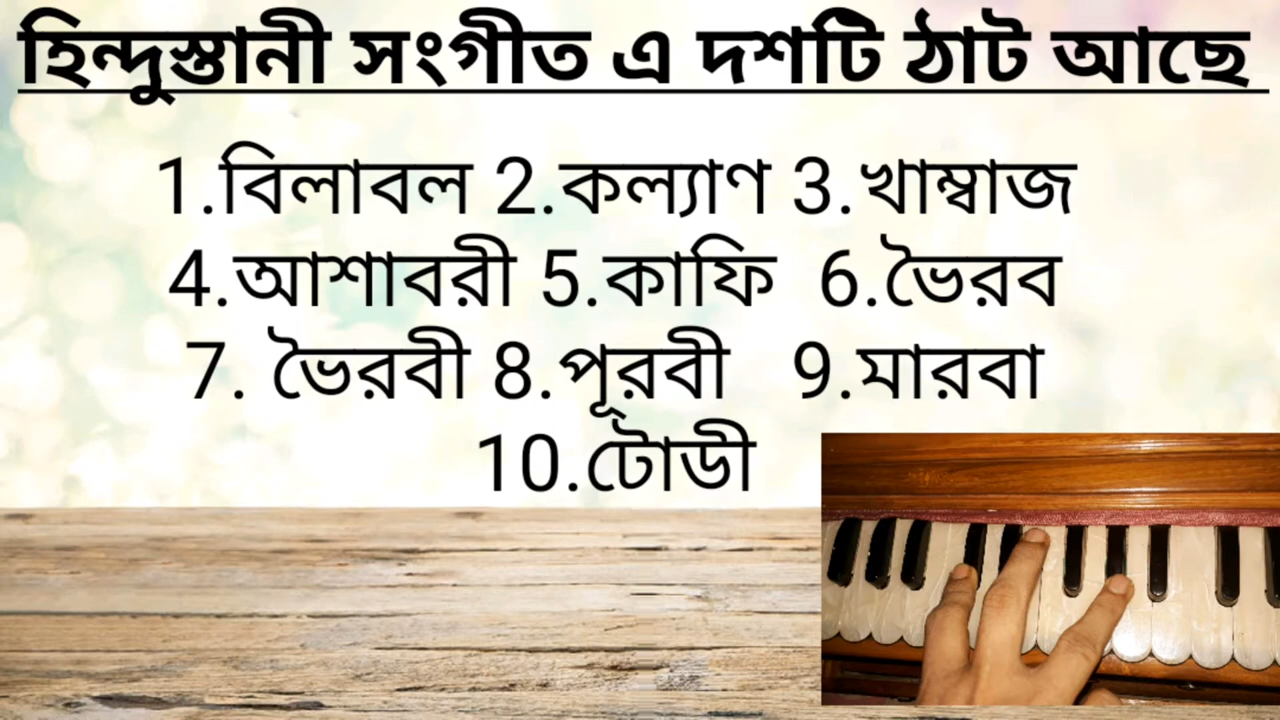 হিন্দুস্তানী সংগীত এ দশটি ঠাট আছে
1.বিলাবল 2.কল্যাণ 3.খাম্বাজ
4.আশাবরী 5.কাফি 6.ভৈরব
7. ভৈরবী 8.পূরবী 9.মারবা
10.টোডী